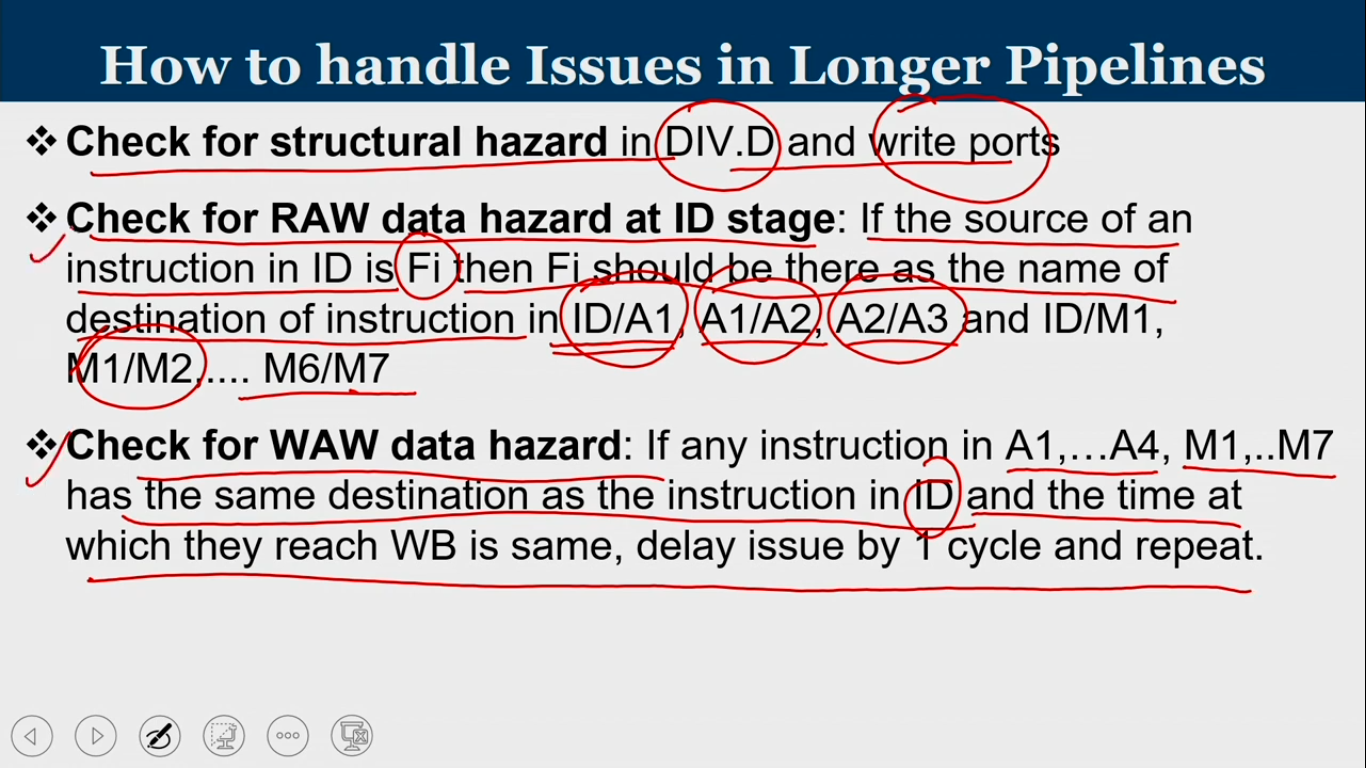 How to handle Issues in Longer Pipelines
❖ Check for structural hazard in DIV.D and write ports
❖ Check for RAW data hazard at ID stage: If the source of an
instruction in ID is Fi then Fi should be there as the name of
destination of instruction in ID/A1, A1/A2, A2/A3 and ID/M1,
M1/M2,.... M6/M7
❖ Check for WAW data hazard: If any instruction in A1,...A4, M1,..M7
has the same destination as the instruction in ID and the time at
which they reach WB is same, delay issue by 1 cycle and repeat.